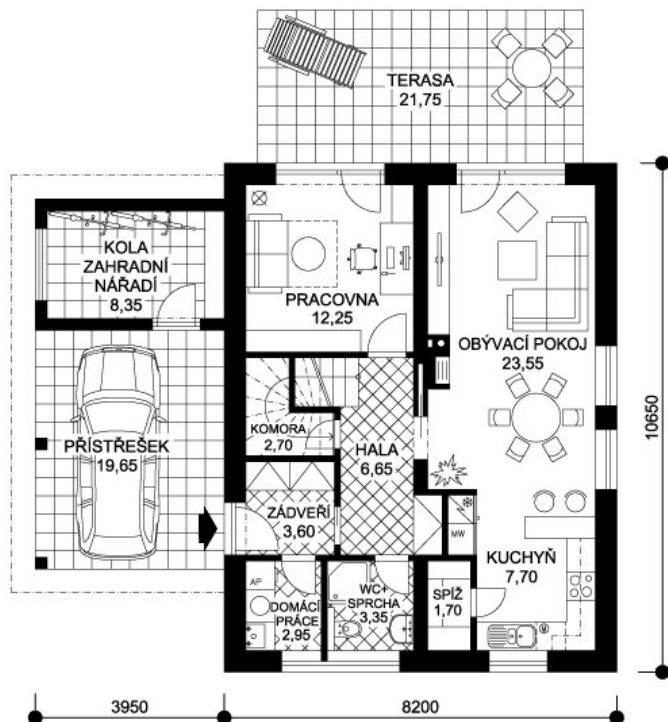 TERASA
21,75
KOLA
ZAHRADNÍ
NÁŘADÍ
8,35
PRACOVNA
12,25
OBÝVACÍ POKOJ
23,55
PŘÍSTŘEŠEK
19,65
KOMORA
2,70
HALA
6,65
ZÁDVEŘÍ
3,60
MW
KUCHYŇ
7,70
AP
DOMÁCÍ
PRÁCE
2,95
WC+
SPRCHA
3,35
SPÍŽ
1,70
10650
3950
8200